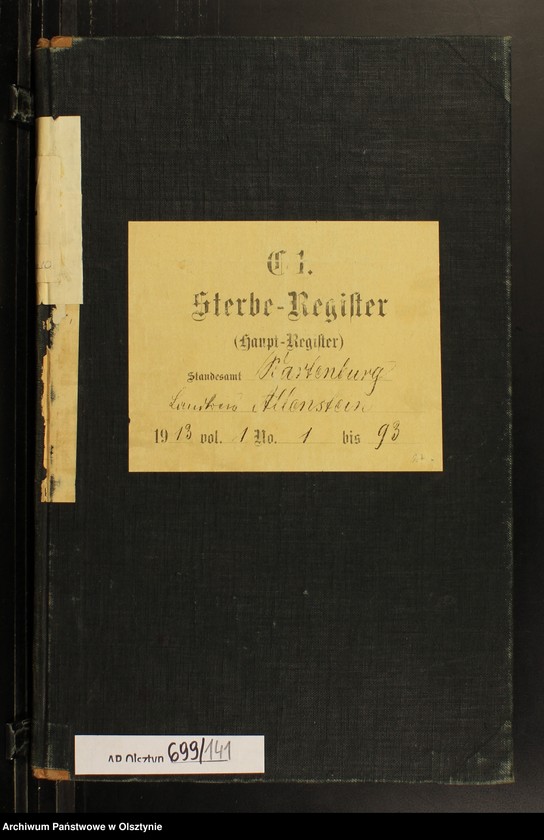 C 1.
Sterbe-Register
(Haupt-Register)
Standesamt Wartenburg
Landkreis Allenstein
1913 vol. 1 No. 1 bis 93
AP Olsztyn 699/141
Archiwum Państwowe w Olsztynie